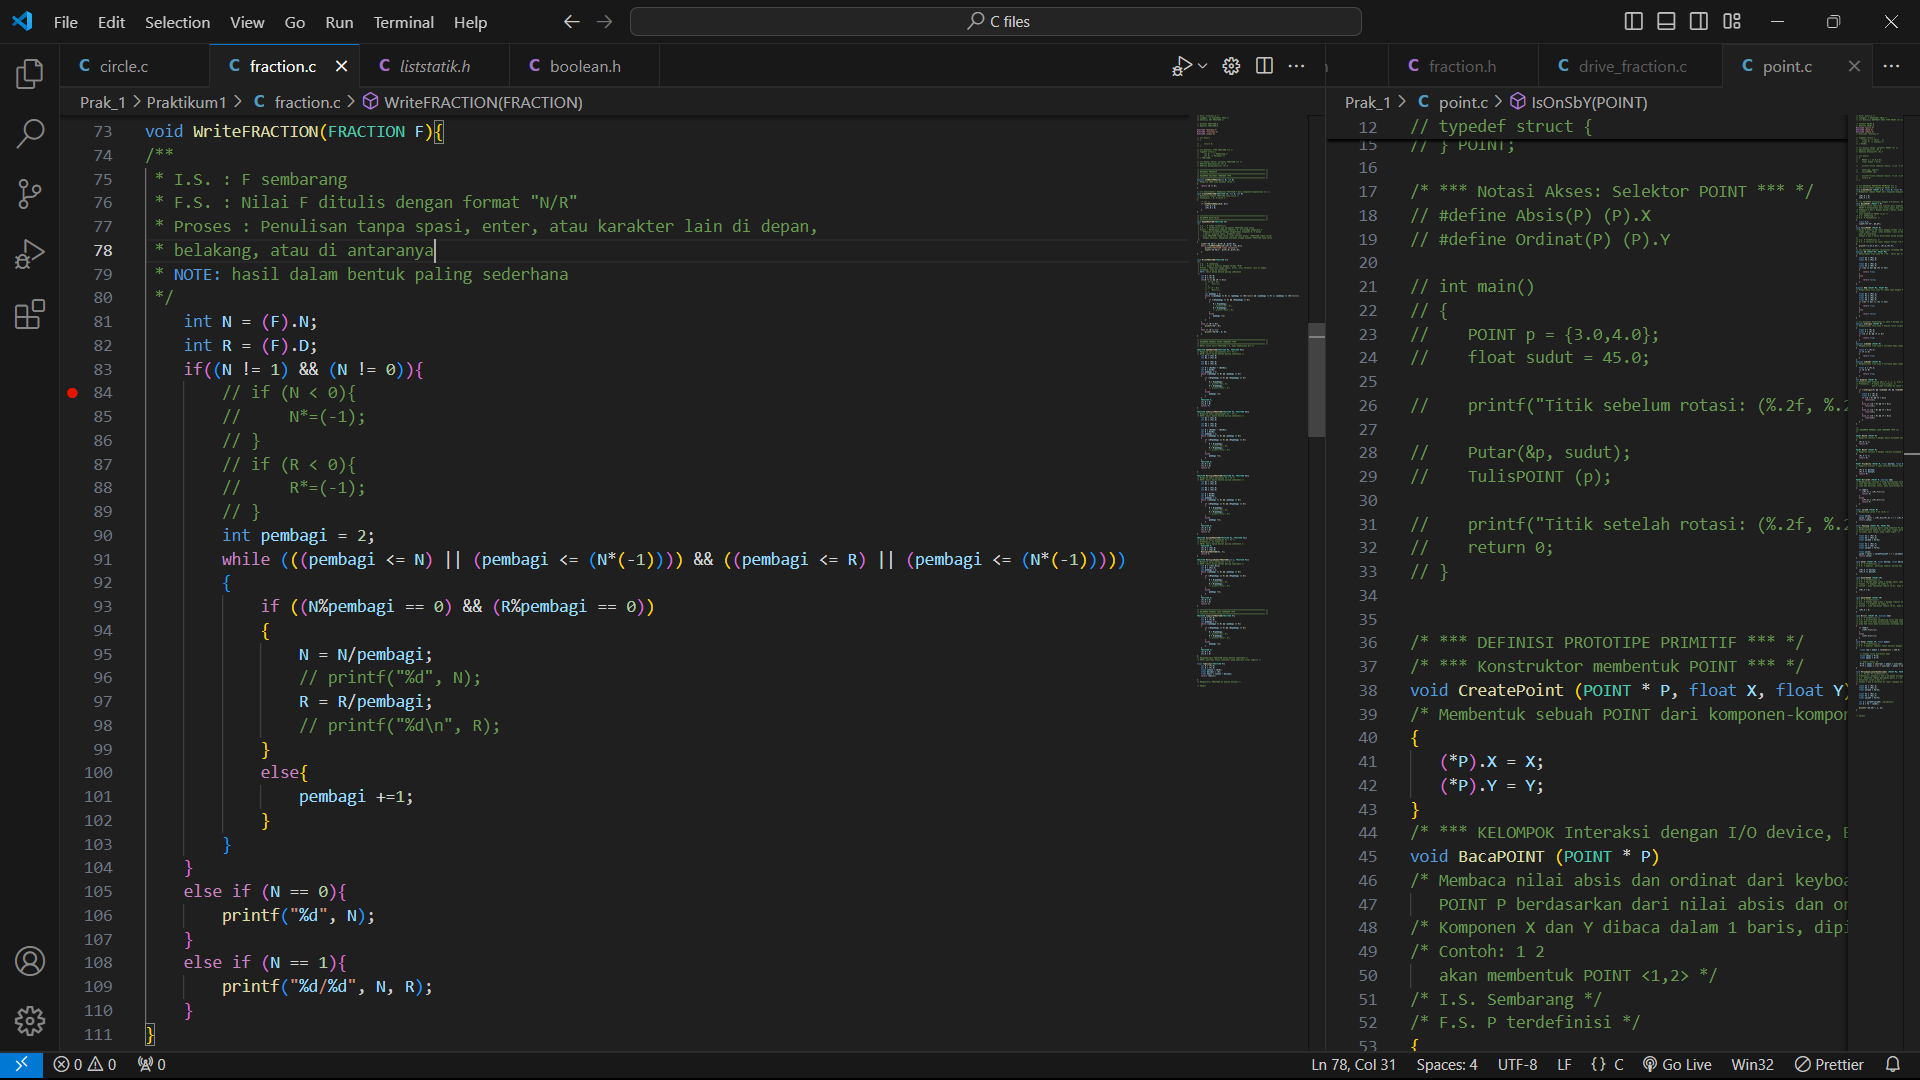 File Edit Selection View Go Run Terminal Help
C files
C circle.c
C fraction.c
C liststatik.h
C boolean.h
C fraction.h
C drive_fraction.c
C point.c
Prak_1 > Praktikum1 > C fraction.c > WriteFRACTION(FRACTION)
73 void WriteFRACTION(FRACTION F){
74 /**
75 * I.S. : F sembarang
76 * F.S. : Nilai F ditulis dengan format "N/R"
77 * Proses : Penulisan tanpa spasi, enter, atau karakter lain di depan,
78 * belakang, atau di antaranya
79 * NOTE: hasil dalam bentuk paling sederhana
80 */
81 int N = (F).N;
82 int R = (F).D;
83 if((N != 1) && (N != 0)){
84 // if (N < 0){
85 //     N*=(-1);
86 // }
87 // if (R < 0){
88 //     R*=(-1);
89 // }
90 int pembagi = 2;
91 while (((pembagi <= N) || (pembagi <= (N*(-1)))) && ((pembagi <= R) || (pembagi <= (N*(-1)))))
92 {
93 if ((N%pembagi == 0) && (R%pembagi == 0))
94 {
95 N = N/pembagi;
96 // printf("%d", N);
97 R = R/pembagi;
98 // printf("%d\n", R);
99 }
100 else{
101 pembagi +=1;
102 }
103 }
104 }
105 else if (N == 0){
106 printf("%d", N);
107 }
108 else if (N == 1){
109 printf("%d/%d", N, R);
110 }
111 }
Prak_1 > C point.c > IsOnSbY(POINT)
12 // typedef struct {
15 // } POINT;
16
17 /* *** Notasi Akses: Selektor POINT *** */
18 // #define Absis(P) (P).X
19 // #define Ordinat(P) (P).Y
20
21 // int main()
22 // {
23 //     POINT p = {3.0,4.0};
24 //     float sudut = 45.0;
25
26 //     printf("Titik sebelum rotasi: (%.2f, %.2
27
28 //     Putar(&p, sudut);
29 //     TulisPOINT (p);
30
31 //     printf("Titik setelah rotasi: (%.2f, %.2
32 //     return 0;
33 // }
34
35
36 /* *** DEFINISI PROTOTIPE PRIMITIF *** */
37 /* *** Konstruktor membentuk POINT *** */
38 void CreatePoint (POINT * P, float X, float Y)
39 /* Membentuk sebuah POINT dari komponen-kompon
40 {
41 (*P).X = X;
42 (*P).Y = Y;
43 }
44 /* *** KELOMPOK Interaksi dengan I/O device, B
45 void BacaPOINT (POINT * P)
46 /* Membaca nilai absis dan ordinat dari keyboa
47 POINT P berdasarkan dari nilai absis dan or
48 /* Komponen X dan Y dibaca dalam 1 baris, dipi
49 /* Contoh: 1 2
50 akan membentuk POINT <1,2> */
51 /* I.S. Sembarang */
52 /* F.S. P terdefinisi */
53 {
0 0 0
Ln 78, Col 31 Spaces: 4 UTF-8 LF {} C Go Live Win32 Prettier